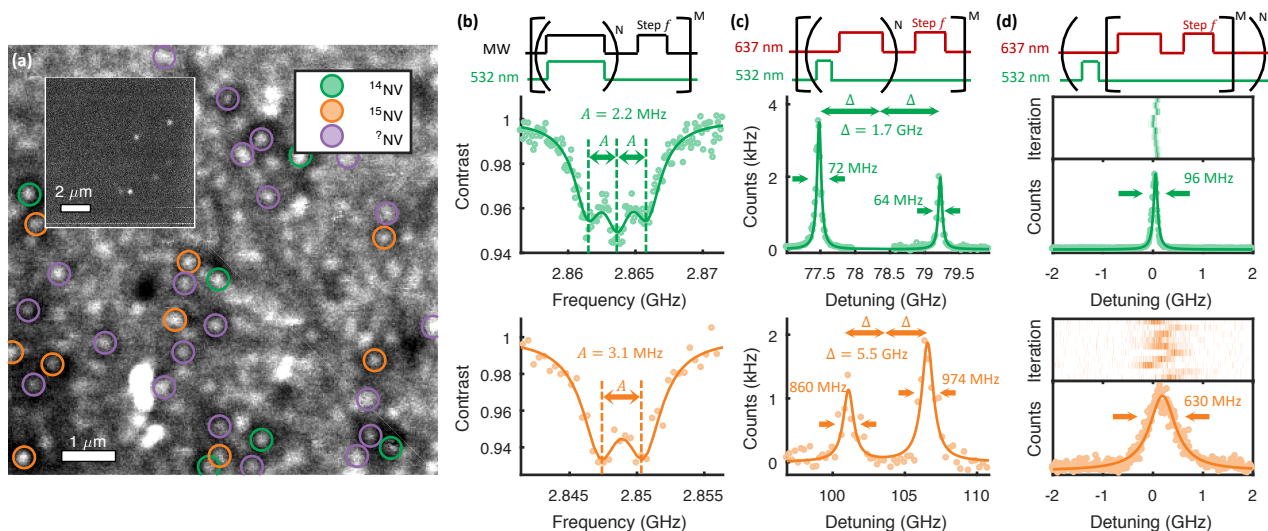 (a)
¹⁴NV
¹⁵NV
?NV
2 μm
1 μm
(b)
N
M
Step f
MW
532 nm
A = 2.2 MHz
A
A
1
0.98
0.96
0.94
Contrast
2.86
2.865
2.87
Frequency (GHz)
A = 3.1 MHz
A
1
0.98
0.96
0.94
Contrast
2.845
2.85
2.855
Frequency (GHz)
(c)
N
M
Step f
637 nm
532 nm
Δ
Δ
Δ = 1.7 GHz
72 MHz
64 MHz
4
2
0
Counts (kHz)
77.5
78
78.5
79
79.5
Detuning (GHz)
Δ
Δ
Δ = 5.5 GHz
860 MHz
974 MHz
2
1
0
Counts (kHz)
100
105
110
Detuning (GHz)
(d)
M
N
Step f
637 nm
532 nm
Iteration
Counts
96 MHz
-2
-1
0
1
2
Detuning (GHz)
Iteration
Counts
630 MHz
-2
-1
0
1
2
Detuning (GHz)